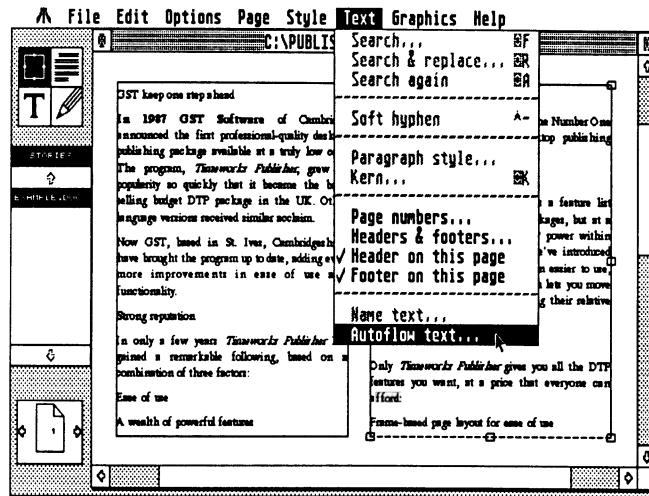 File Edit Options Page Style Text Graphics Help
C:\PUBLIS
STORIES
EXAMPLE.DOC
1
GST keep one step ahead
In 1987 GST Software of Cambri
announced the first professional-quality desk
publishing package available at a truly low
The program, Timeworks Publisher, grew
popularity so quickly that it became the b
selling budget DTP package in the UK. Ot
language versions received similar acclaim.
Now GST, based in St. Ives, Cambridgesh
have brought the program up to date, adding ev
more improvements in ease of use a
functionality.
Strong reputation
In only a few years Timeworks Publisher
gained a remarkable following, based on a
combination of three factors:
Ease of use
A wealth of powerful features
Search... F
Search & replace... R
Search again A
Soft hyphen ^-
Paragraph style...
Kern... K
Page numbers...
Headers & footers...
✓ Header on this page
✓ Footer on this page
Name text...
Autoflow text...
Number One
top publishing
a feature list
kages, but at a
power within
've introduced
easier to use,
lets you move
g their relative
Only Timeworks Publisher gives you all the DTP
features you want, at a price that everyone can
afford:
Frame-based page layout for ease of use